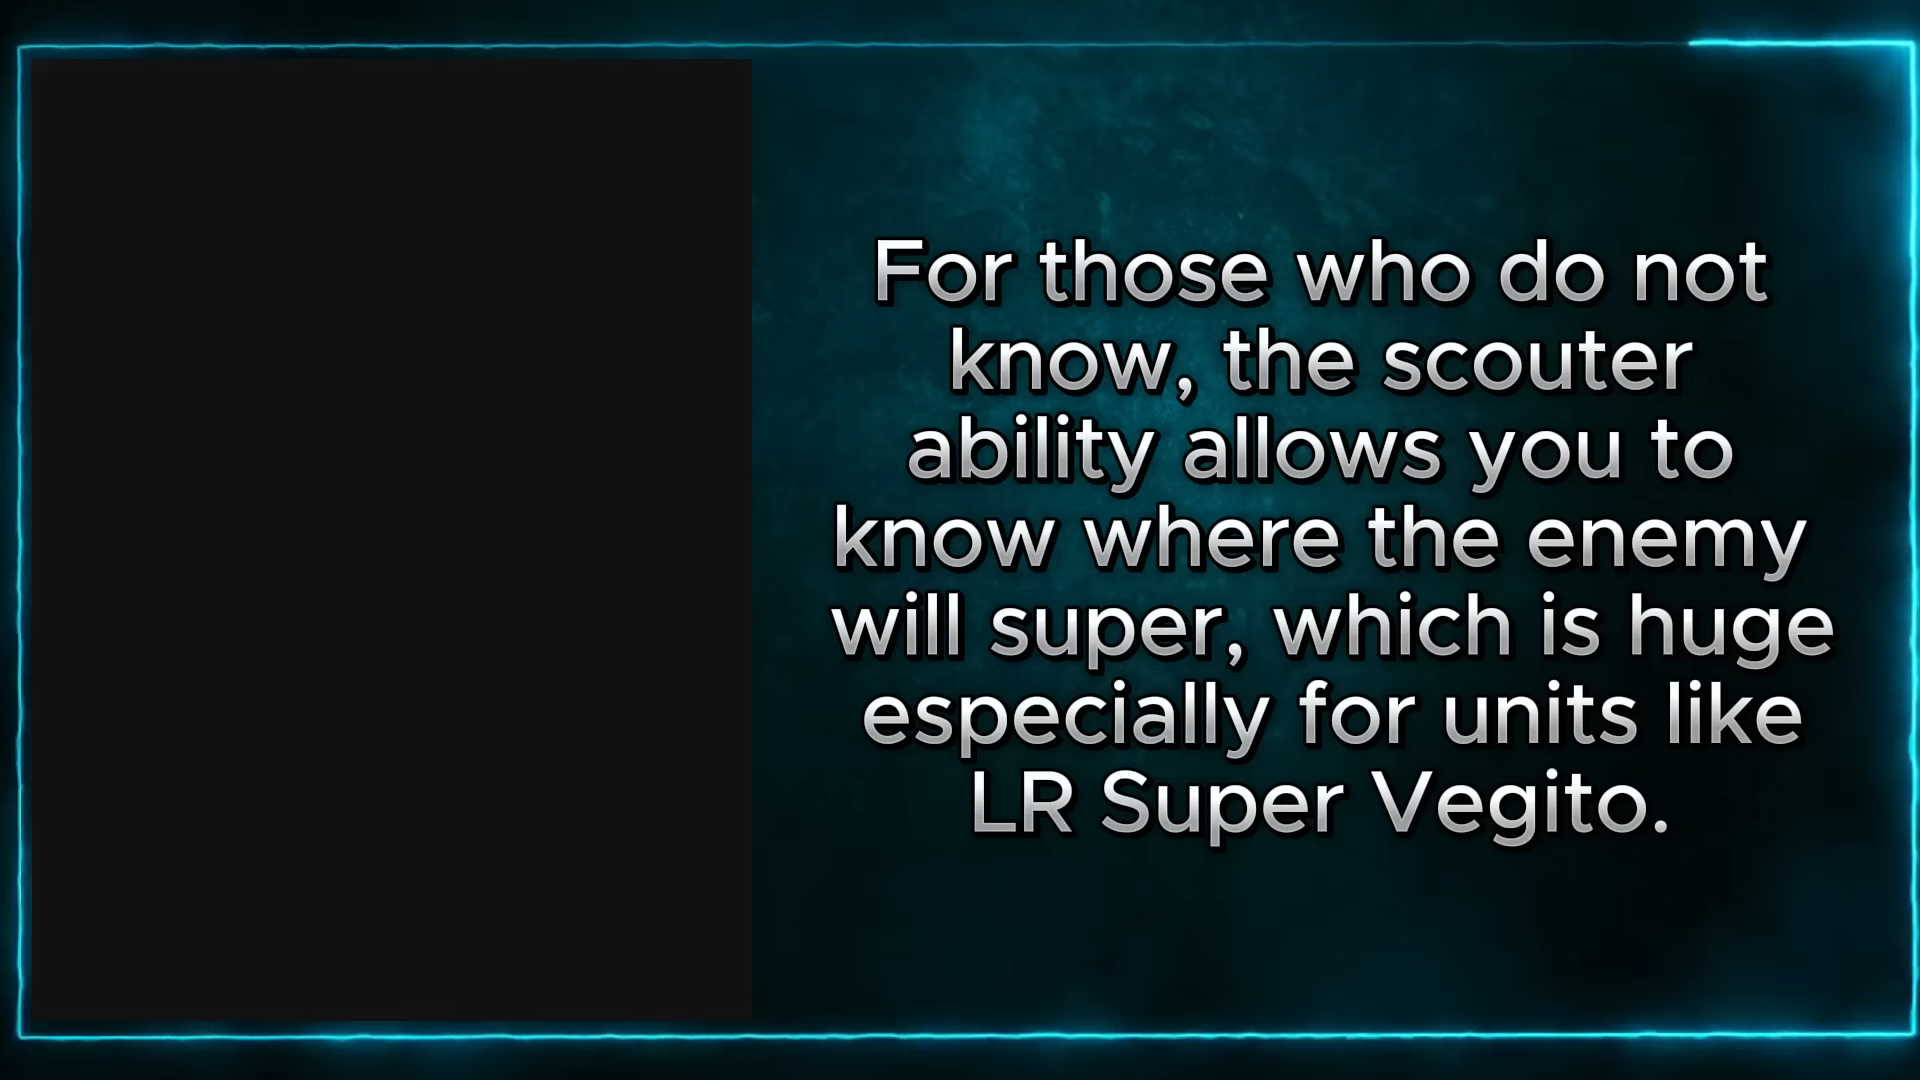 For those who do not
know, the scouter
ability allows you to
know where the enemy
will super, which is huge
especially for units like
LR Super Vegito.